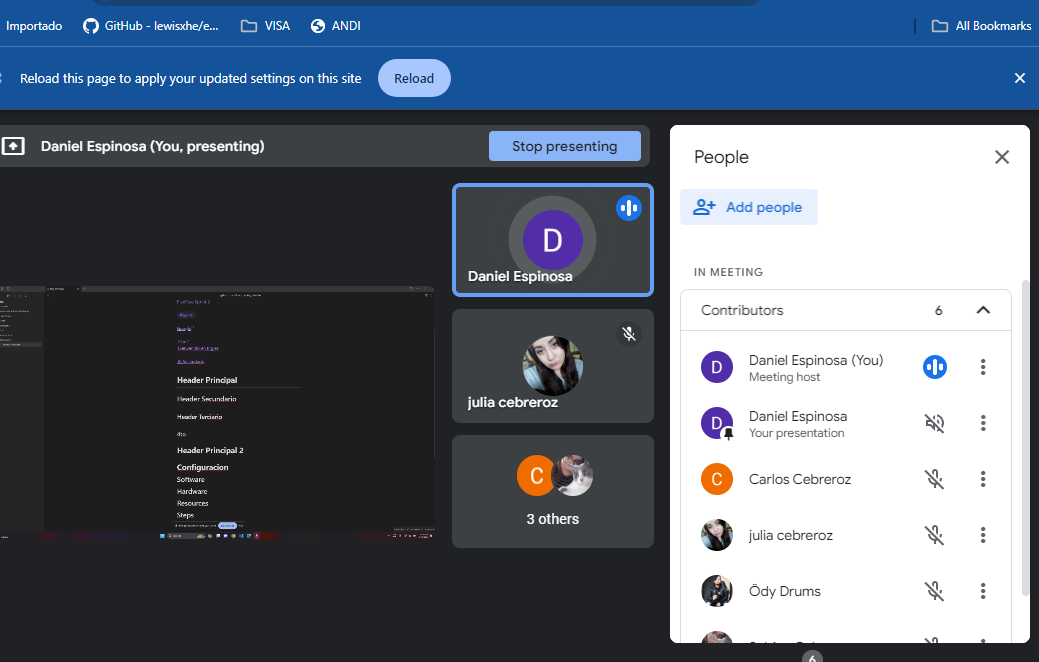 Importado
GitHub - lewisxhe/e...
VISA
ANDI
All Bookmarks
Reload this page to apply your updated settings on this site
Reload
Daniel Espinosa (You, presenting)
Stop presenting
D
Daniel Espinosa
julia cebreroz
C
3 others
Header Principal
Header Secundario
Header Terciario
4to
Header Principal 2
Configuracion
Software
Hardware
Resources
Steps
People
Add people
IN MEETING
Contributors
6
D
Daniel Espinosa (You)
Meeting host
D
Daniel Espinosa
Your presentation
C
Carlos Cebreroz
julia cebreroz
Ödy Drums
6